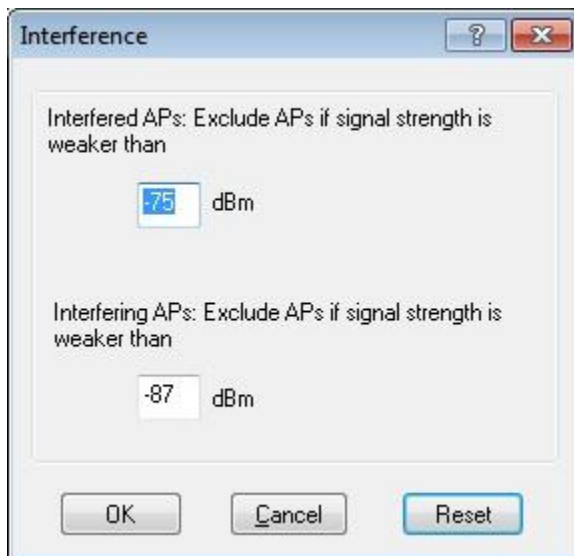 Interference
Interfered APs: Exclude APs if signal strength is
weaker than
-75 dBm
Interfering APs: Exclude APs if signal strength is
weaker than
-87 dBm
OK Cancel Reset